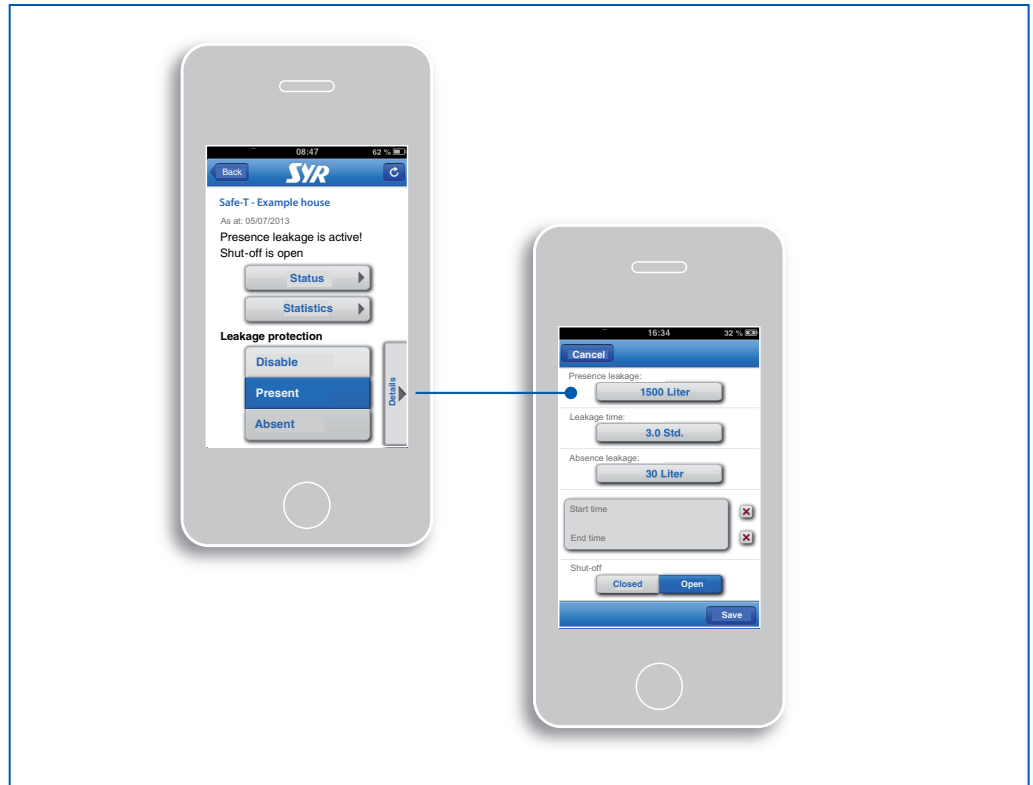 08:47 62 %
Back SYR
Safe-T - Example house
As at: 05/07/2013
Presence leakage is active!
Shut-off is open
Status
Statistics
Leakage protection
Disable
Present
Absent
Details
16:34 32 %
Cancel
Presence leakage:
1500 Liter
Leakage time:
3.0 Std.
Absence leakage:
30 Liter
Start time
End time
Shut-off
Closed Open
Save